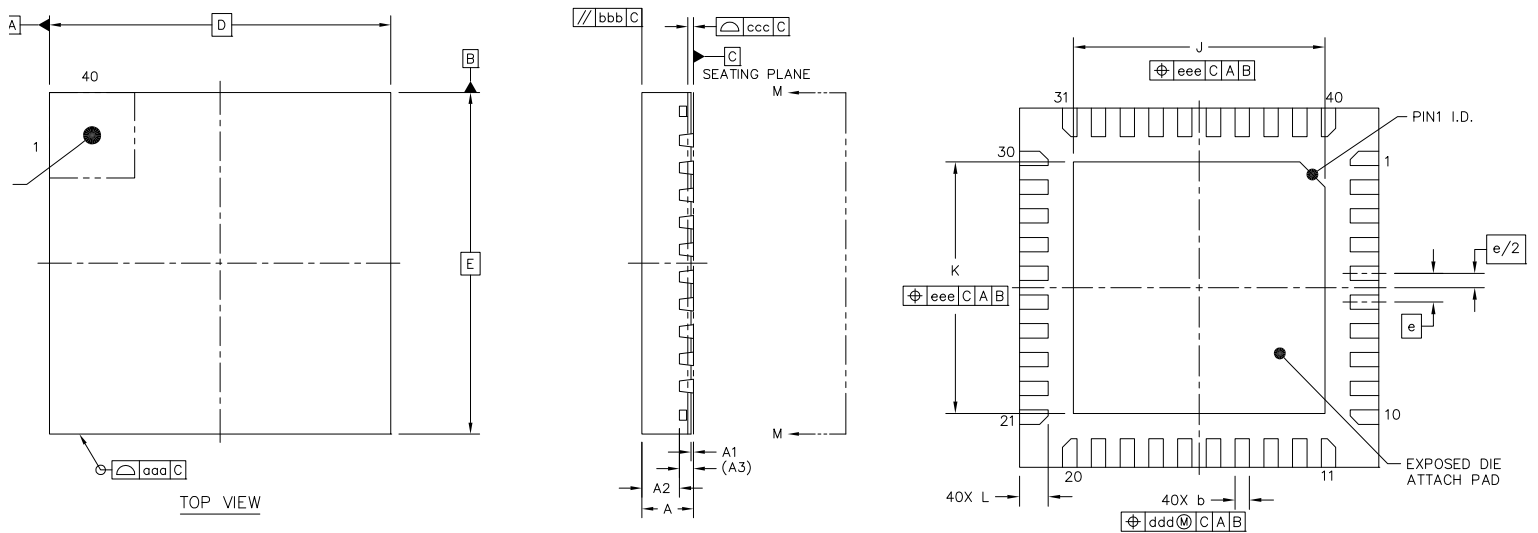 A
D
B
40
1
E
aaa C
TOP VIEW
// bbb C
ccc C
C
SEATING PLANE
M
M
A1
(A3)
A2
A
J
eee C A B
31
40
PIN1 I.D.
30
1
e/2
K
eee C A B
e
21
10
20
11
EXPOSED DIE
ATTACH PAD
40X L
40X b
ddd Ⓜ C A B